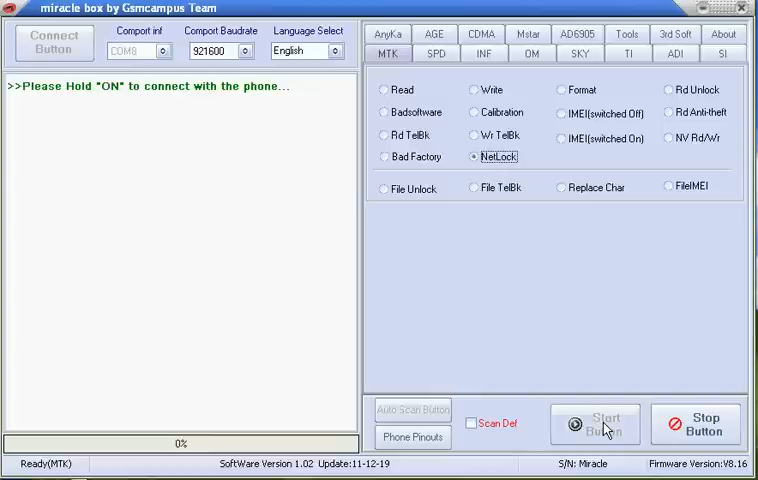 miracle box by Gsmcampus Team
Connect Button
Comport inf
COM8
Comport Baudrate
921600
Language Select
English
>>Please Hold "ON" to connect with the phone...
0%
AnyKa AGE CDMA Mstar AD6905 Tools 3rd Soft About
MTK SPD INF OM SKY TI ADI SI
Read Write Format Rd Unlock
Badsoftware Calibration IMEI(switched Off) Rd Anti-theft
Rd TelBk Wr TelBk IMEI(switched On) NV Rd/Wr
Bad Factory NetLock
File Unlock File TelBk Replace Char FileIMEI
Auto Scan Button
Phone Pinouts
Scan Def
Start Button
Stop Button
Ready(MTK) SoftWare Version 1.02 Update:11-12-19 S/N: Miracle Firmware Version:V8.16